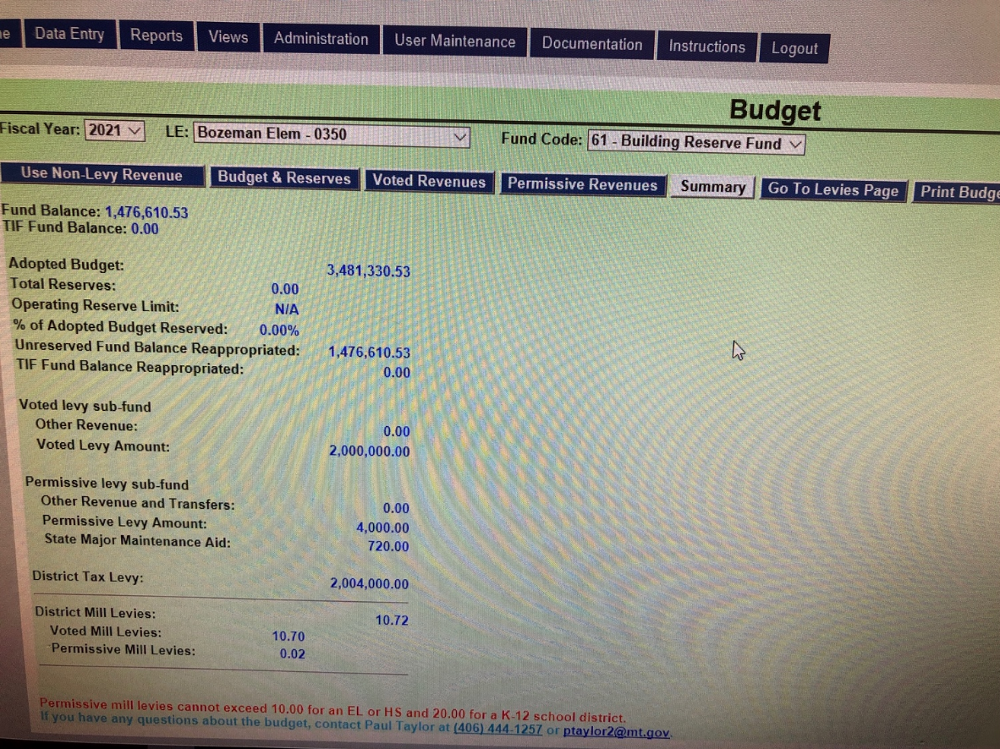 Data Entry Reports Views Administration User Maintenance Documentation Instructions Logout
Budget
Fiscal Year: 2021 LE: Bozeman Elem - 0350 Fund Code: 61 - Building Reserve Fund
Use Non-Levy Revenue Budget & Reserves Voted Revenues Permissive Revenues Summary Go To Levies Page Print
Fund Balance: 1,476,610.53
TIF Fund Balance: 0.00
Adopted Budget: 3,481,330.53
Total Reserves: 0.00
Operating Reserve Limit: N/A
% of Adopted Budget Reserved: 0.00%
Unreserved Fund Balance Reappropriated: 1,476,610.53
TIF Fund Balance Reappropriated: 0.00
Voted levy sub-fund
Other Revenue: 0.00
Voted Levy Amount: 2,000,000.00
Permissive levy sub-fund
Other Revenue and Transfers: 0.00
Permissive Levy Amount: 4,000.00
State Major Maintenance Aid: 720.00
District Tax Levy: 2,004,000.00
District Mill Levies: 10.72
Voted Mill Levies: 10.70
Permissive Mill Levies: 0.02
Permissive mill levies cannot exceed 10.00 for an EL or HS and 20.00 for a K-12 school district.
If you have any questions about the budget, contact Paul Taylor at (406) 444-1257 or ptaylor2@mt.gov.